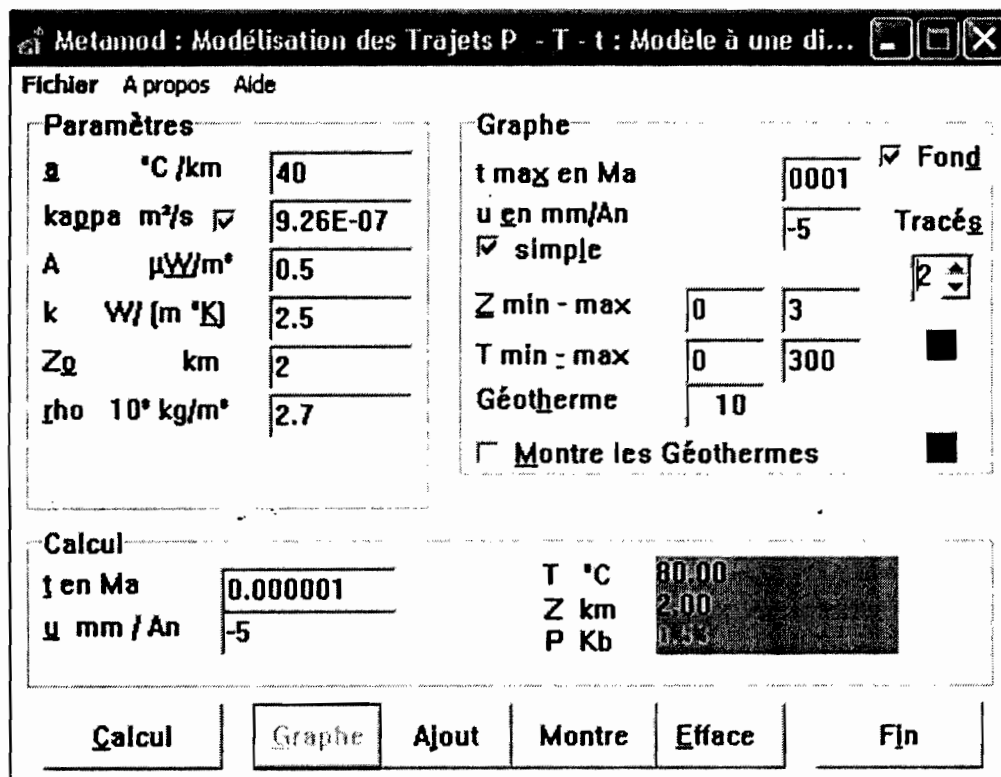 Metamod : Modélisation des Trajets P - T - t : Modèle à une di...
Fichier A propos Aide
Paramètres
a °C /km 40
kappa m²/s 9.26E-07
A µW/m³ 0.5
k W/ (m °K) 2.5
Zo km 2
rho 10³ kg/m³ 2.7
Graphe
Fond
t max en Ma 0001
u en mm/An -5
Tracés
simple
2
Z min - max 0 3
T min - max 0 300
Géotherme 10
Montre les Géothermes
Calcul
t en Ma 0.000001
u mm / An -5
T °C 80.00
Z km 2.00
P Kb
Calcul Graphe Ajout Montre Efface Fin